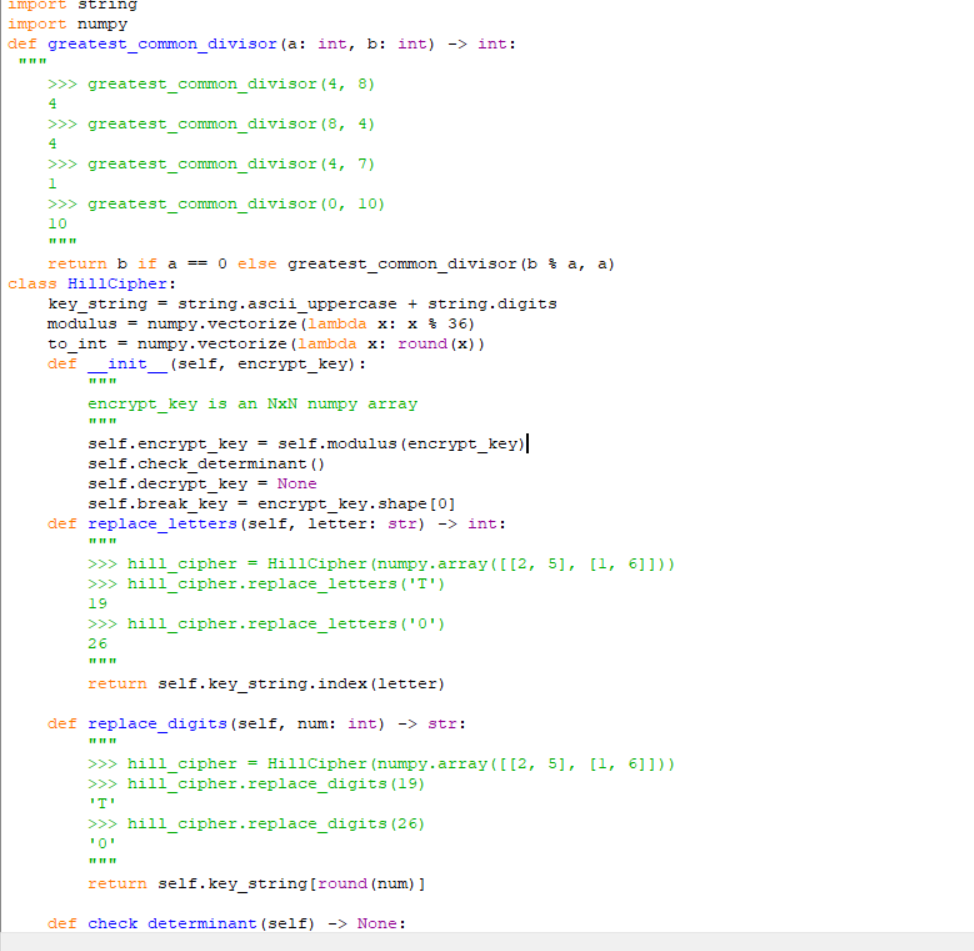 import string
import numpy
def greatest_common_divisor(a: int, b: int) -> int:
 """
    >>> greatest_common_divisor(4, 8)
    4
    >>> greatest_common_divisor(8, 4)
    4
    >>> greatest_common_divisor(4, 7)
    1
    >>> greatest_common_divisor(0, 10)
    10
    """
    return b if a == 0 else greatest_common_divisor(b % a, a)
class HillCipher:
    key_string = string.ascii_uppercase + string.digits
    modulus = numpy.vectorize(lambda x: x % 36)
    to_int = numpy.vectorize(lambda x: round(x))
    def __init__(self, encrypt_key):
        """
        encrypt_key is an NxN numpy array
        """
        self.encrypt_key = self.modulus(encrypt_key)
        self.check_determinant()
        self.decrypt_key = None
        self.break_key = encrypt_key.shape[0]
    def replace_letters(self, letter: str) -> int:
        """
        >>> hill_cipher = HillCipher(numpy.array([[2, 5], [1, 6]]))
        >>> hill_cipher.replace_letters('T')
        19
        >>> hill_cipher.replace_letters('0')
        26
        """
        return self.key_string.index(letter)

    def replace_digits(self, num: int) -> str:
        """
        >>> hill_cipher = HillCipher(numpy.array([[2, 5], [1, 6]]))
        >>> hill_cipher.replace_digits(19)
        'T'
        >>> hill_cipher.replace_digits(26)
        '0'
        """
        return self.key_string[round(num)]

    def check_determinant(self) -> None: